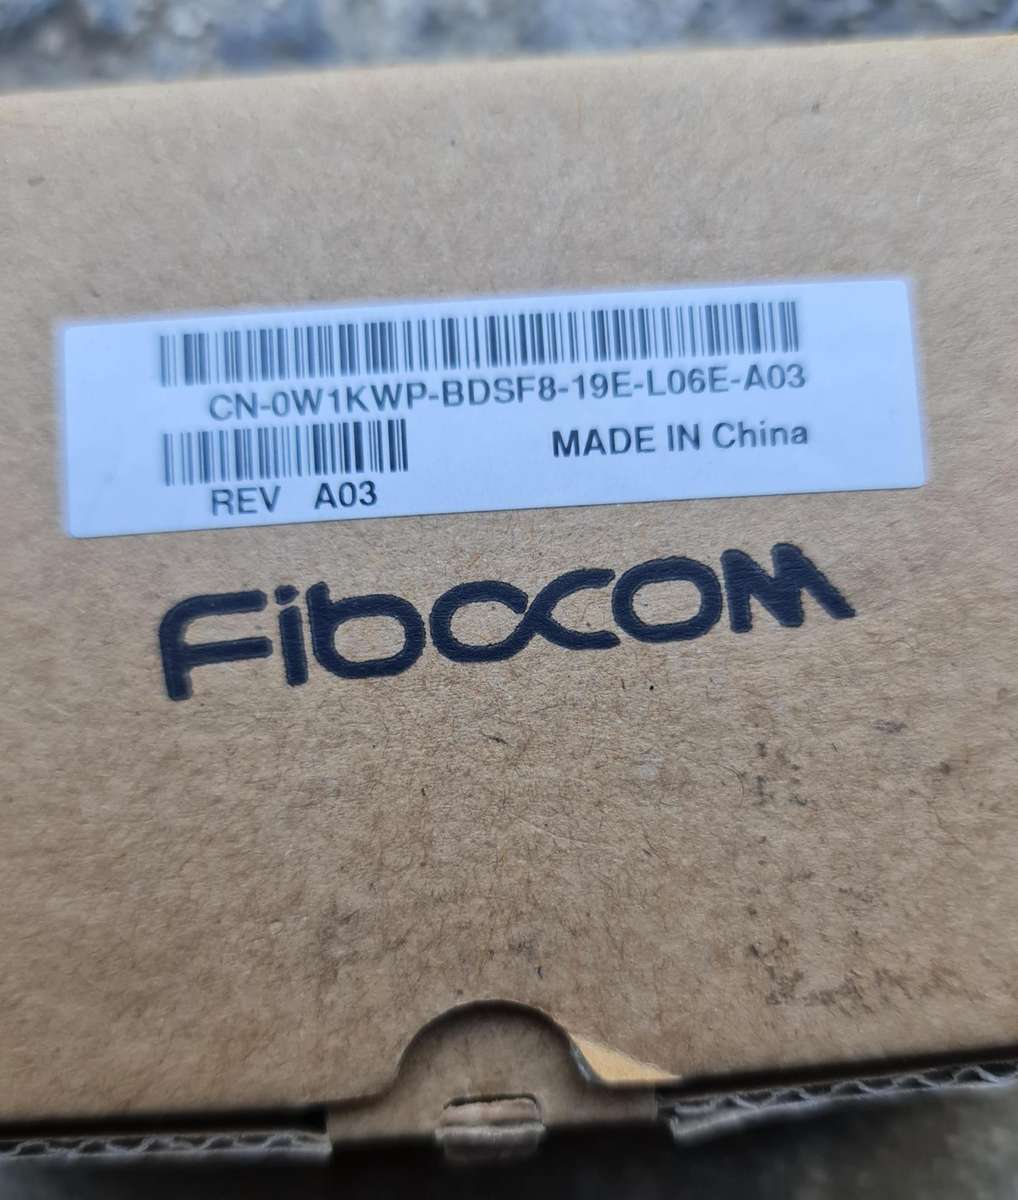 CN-0W1KWP-BDSF8-19E-L06E-A03
MADE IN China
REV A03
Fibocom